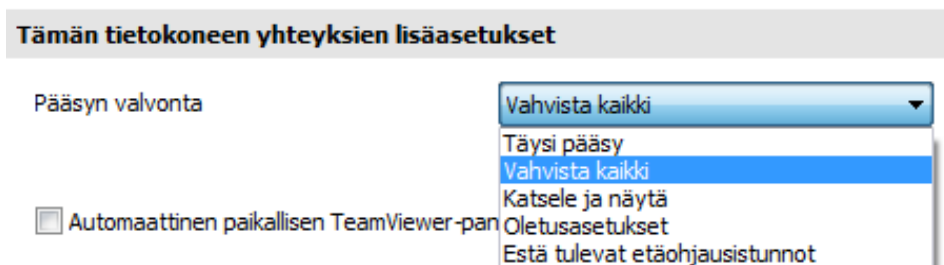 Tämän tietokoneen yhteyksien lisäasetukset
Pääsyn valvonta
Vahvista kaikki
Täysi pääsy
Vahvista kaikki
Katsele ja näytä
Automaattinen paikallisen TeamViewer-pan
Oletusasetukset
Estä tulevat etäohjausistunnot